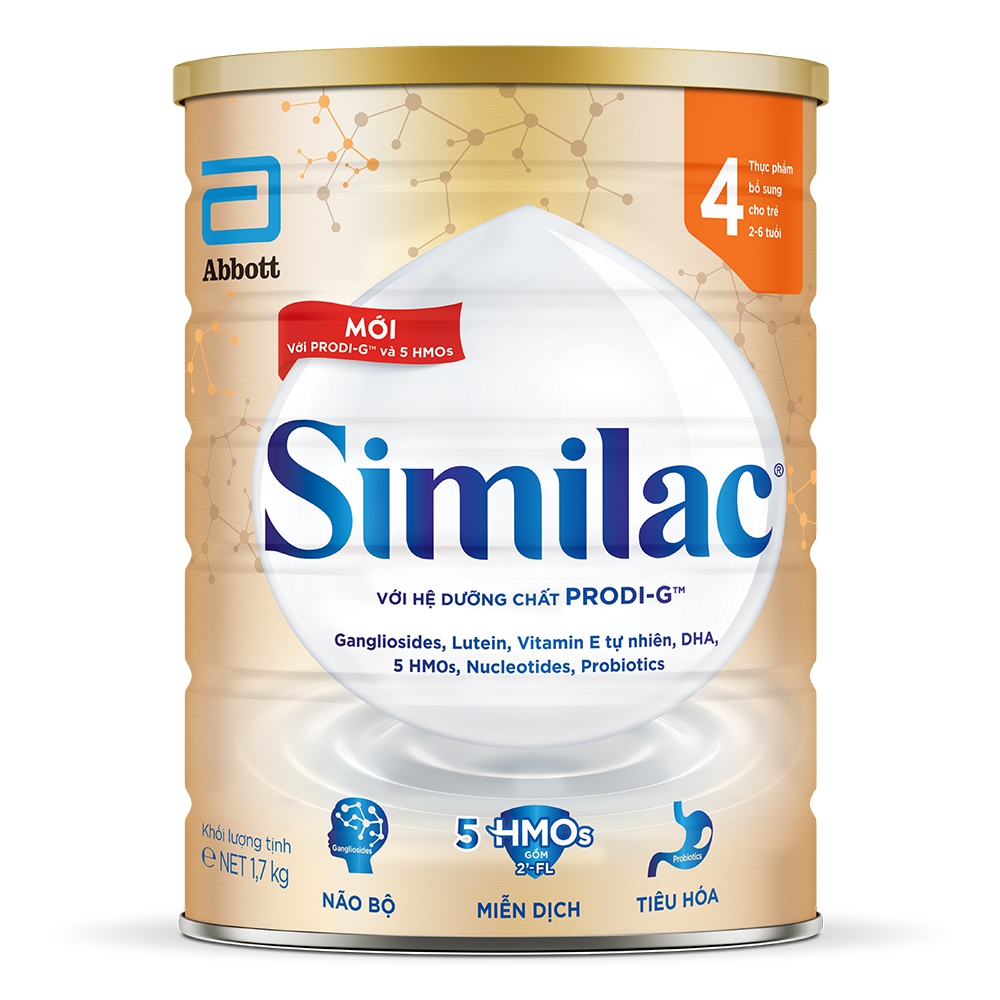 Abbott
4
Thực phẩm
bổ sung
cho trẻ
2-6 tuổi
MỚI
Với PRODI-G™ và 5 HMOs
Similac®
VỚI HỆ DƯỠNG CHẤT PRODI-G™
Gangliosides, Lutein, Vitamin E tự nhiên, DHA,
5 HMOs, Nucleotides, Probiotics
Khối lượng tịnh
℮ NET 1,7 kg
Gangliosides
NÃO BỘ
5 HMOs
GỒM
2'-FL
MIỄN DỊCH
Probiotics
TIÊU HÓA